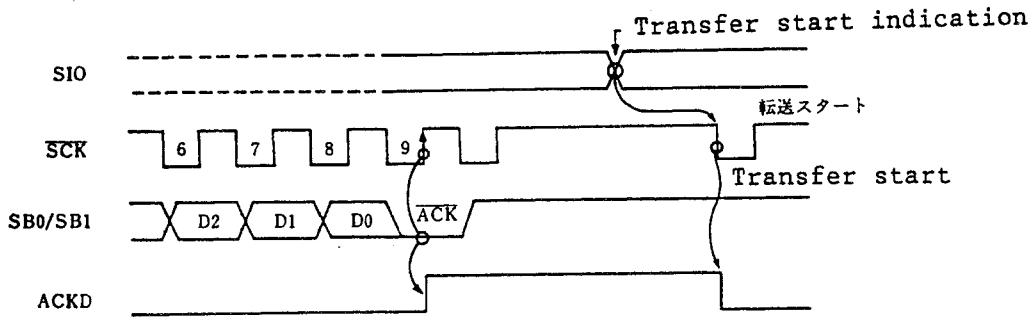 Transfer start indication
SIO
転送スタート
SCK
6 7 8 9
Transfer start
SB0/SB1
D2 D1 D0 ACK
ACKD